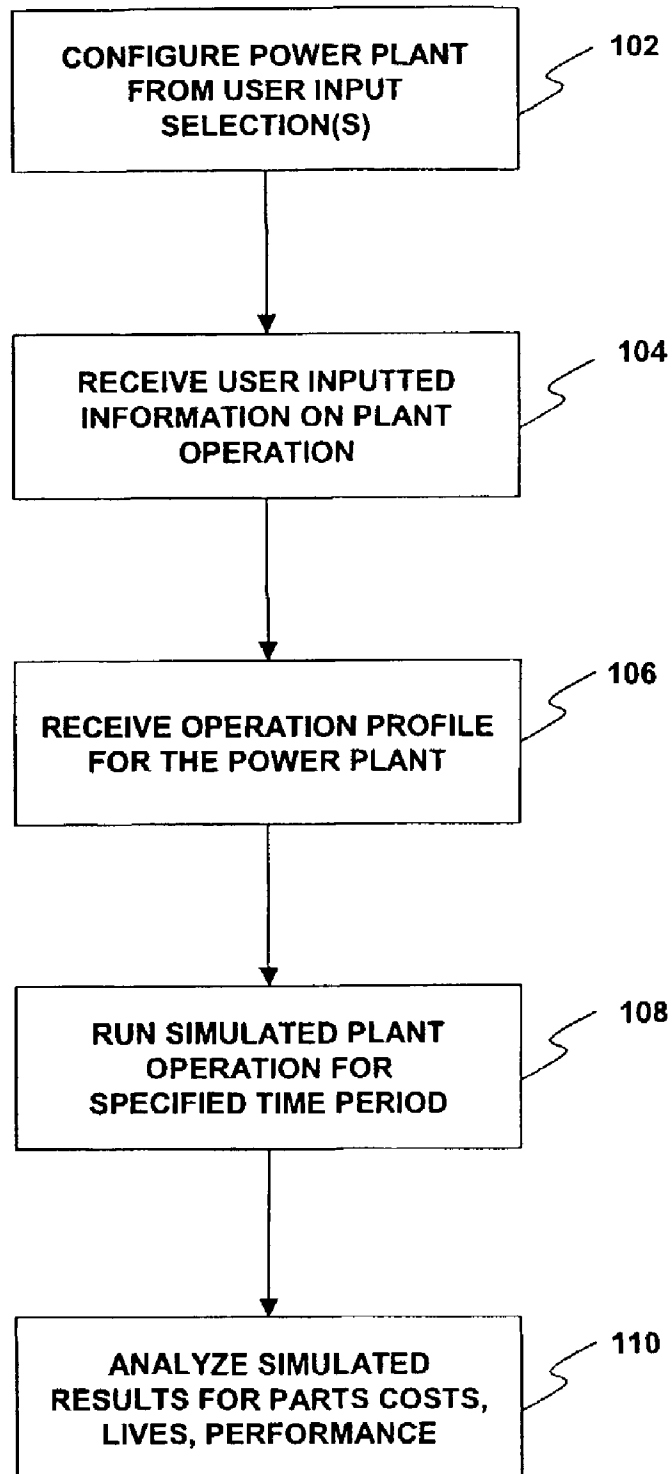 CONFIGURE POWER PLANT
FROM USER INPUT
SELECTION(S)
102
RECEIVE USER INPUTTED
INFORMATION ON PLANT
OPERATION
104
RECEIVE OPERATION PROFILE
FOR THE POWER PLANT
106
RUN SIMULATED PLANT
OPERATION FOR
SPECIFIED TIME PERIOD
108
ANALYZE SIMULATED
RESULTS FOR PARTS COSTS,
LIVES, PERFORMANCE
110